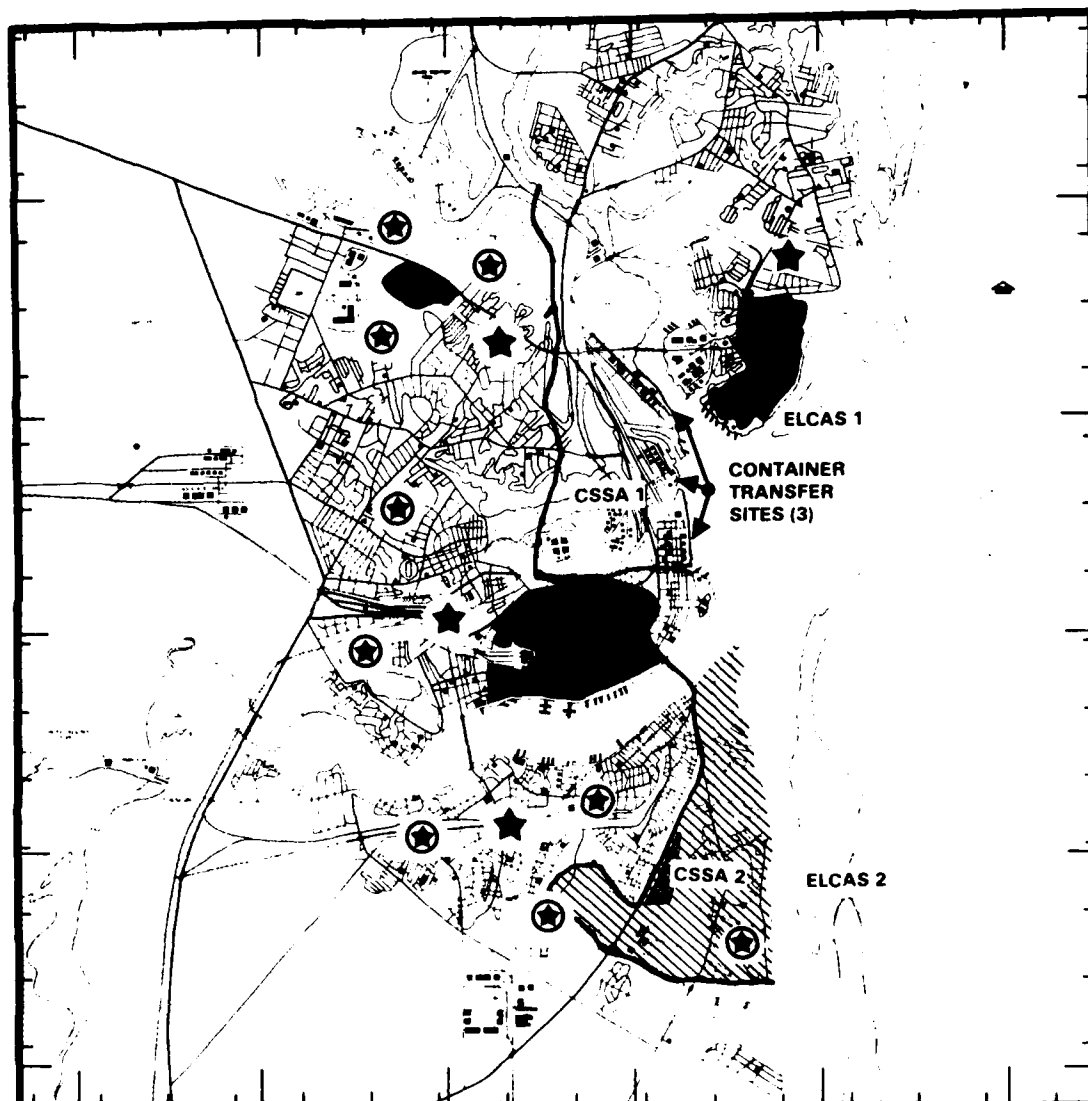 ELCAS 1
CONTAINER
TRANSFER
SITES (3)
CSSA 1
CSSA 2
ELCAS 2